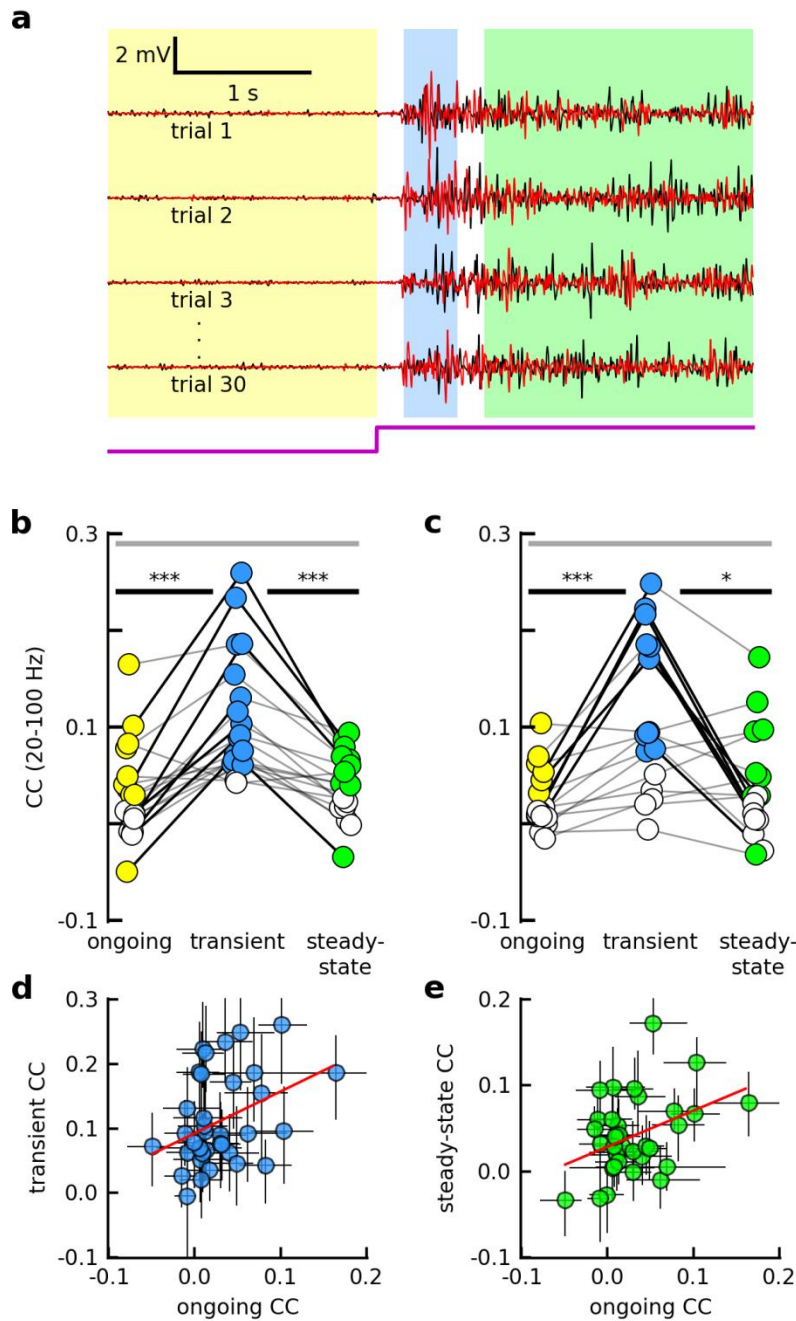 a
2 mV
1 s
trial 1
trial 2
trial 3
.
.
.
trial 30
b
c
0.3
0.1
-0.1
CC (20-100 Hz)
*** ***
ongoing transient steady-state
0.3
0.1
-0.1
*** *
ongoing transient steady-state
d
e
0.3
0.2
0.1
0.0
-0.1
transient CC
-0.1 0.0 0.1 0.2
ongoing CC
0.2
0.1
0.0
-0.1
steady-state CC
-0.1 0.0 0.1 0.2
ongoing CC